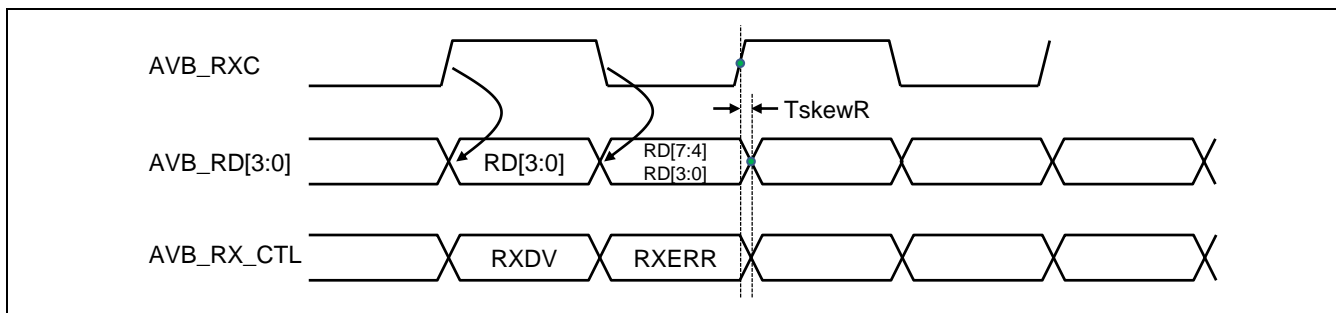 AVB_RXC
TskewR
AVB_RD[3:0]
RD[3:0]
RD[7:4]
RD[3:0]
AVB_RX_CTL
RXDV
RXERR